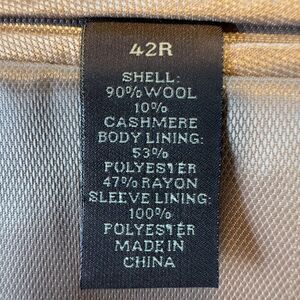 42R
SHELL:
90% WOOL
10%
CASHMERE
BODY LINING:
53%
POLYESTER
47% RAYON
SLEEVE LINING:
100%
POLYESTER
MADE IN
CHINA